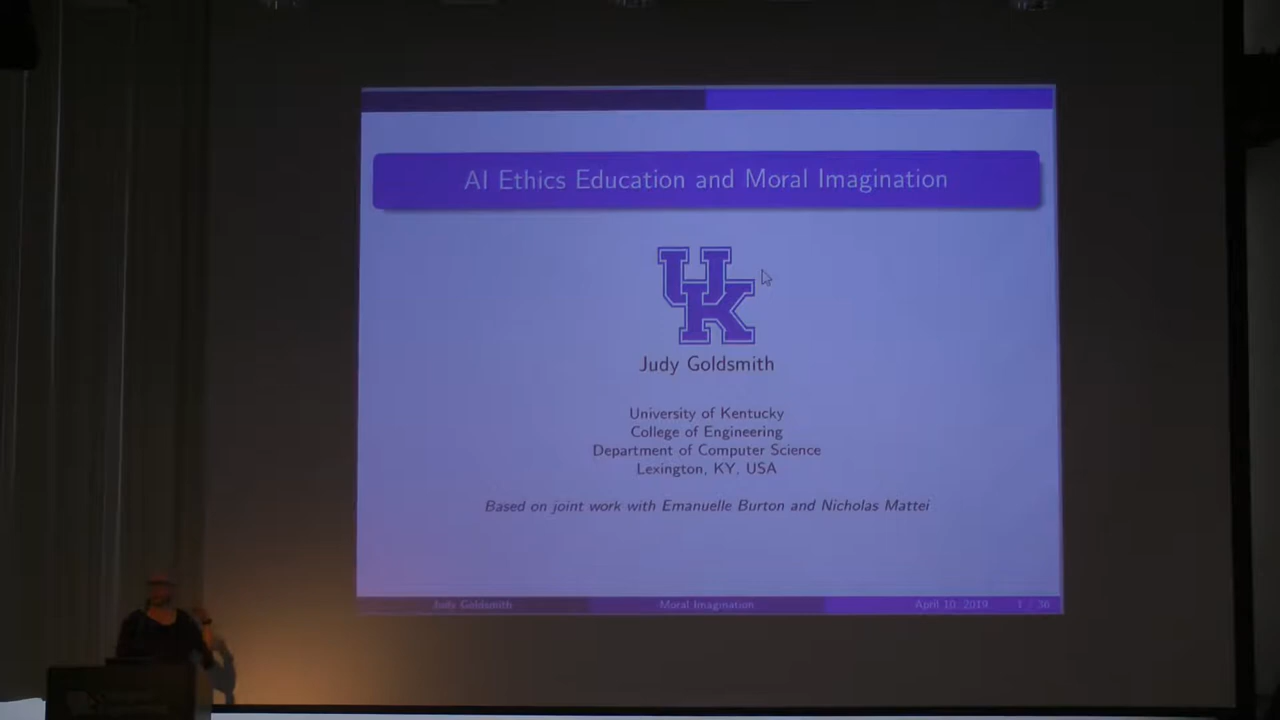 AI Ethics Education and Moral Imagination
UK
Judy Goldsmith
University of Kentucky
College of Engineering
Department of Computer Science
Lexington, KY, USA
Based on joint work with Emanuelle Burton and Nicholas Mattei
Judy Goldsmith Moral Imagination April 10, 2019 1 / 36